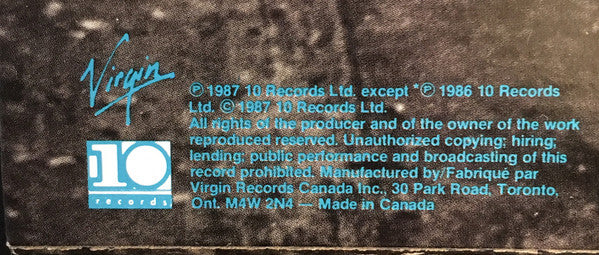 Virgin
10
records
℗ 1987 10 Records Ltd. except *℗ 1986 10 Records
Ltd. © 1987 10 Records Ltd.
All rights of the producer and of the owner of the work
reproduced reserved. Unauthorized copying; hiring;
lending; public performance and broadcasting of this
record prohibited. Manufactured by/Fabriqué par
Virgin Records Canada Inc., 30 Park Road, Toronto,
Ont. M4W 2N4 — Made in Canada